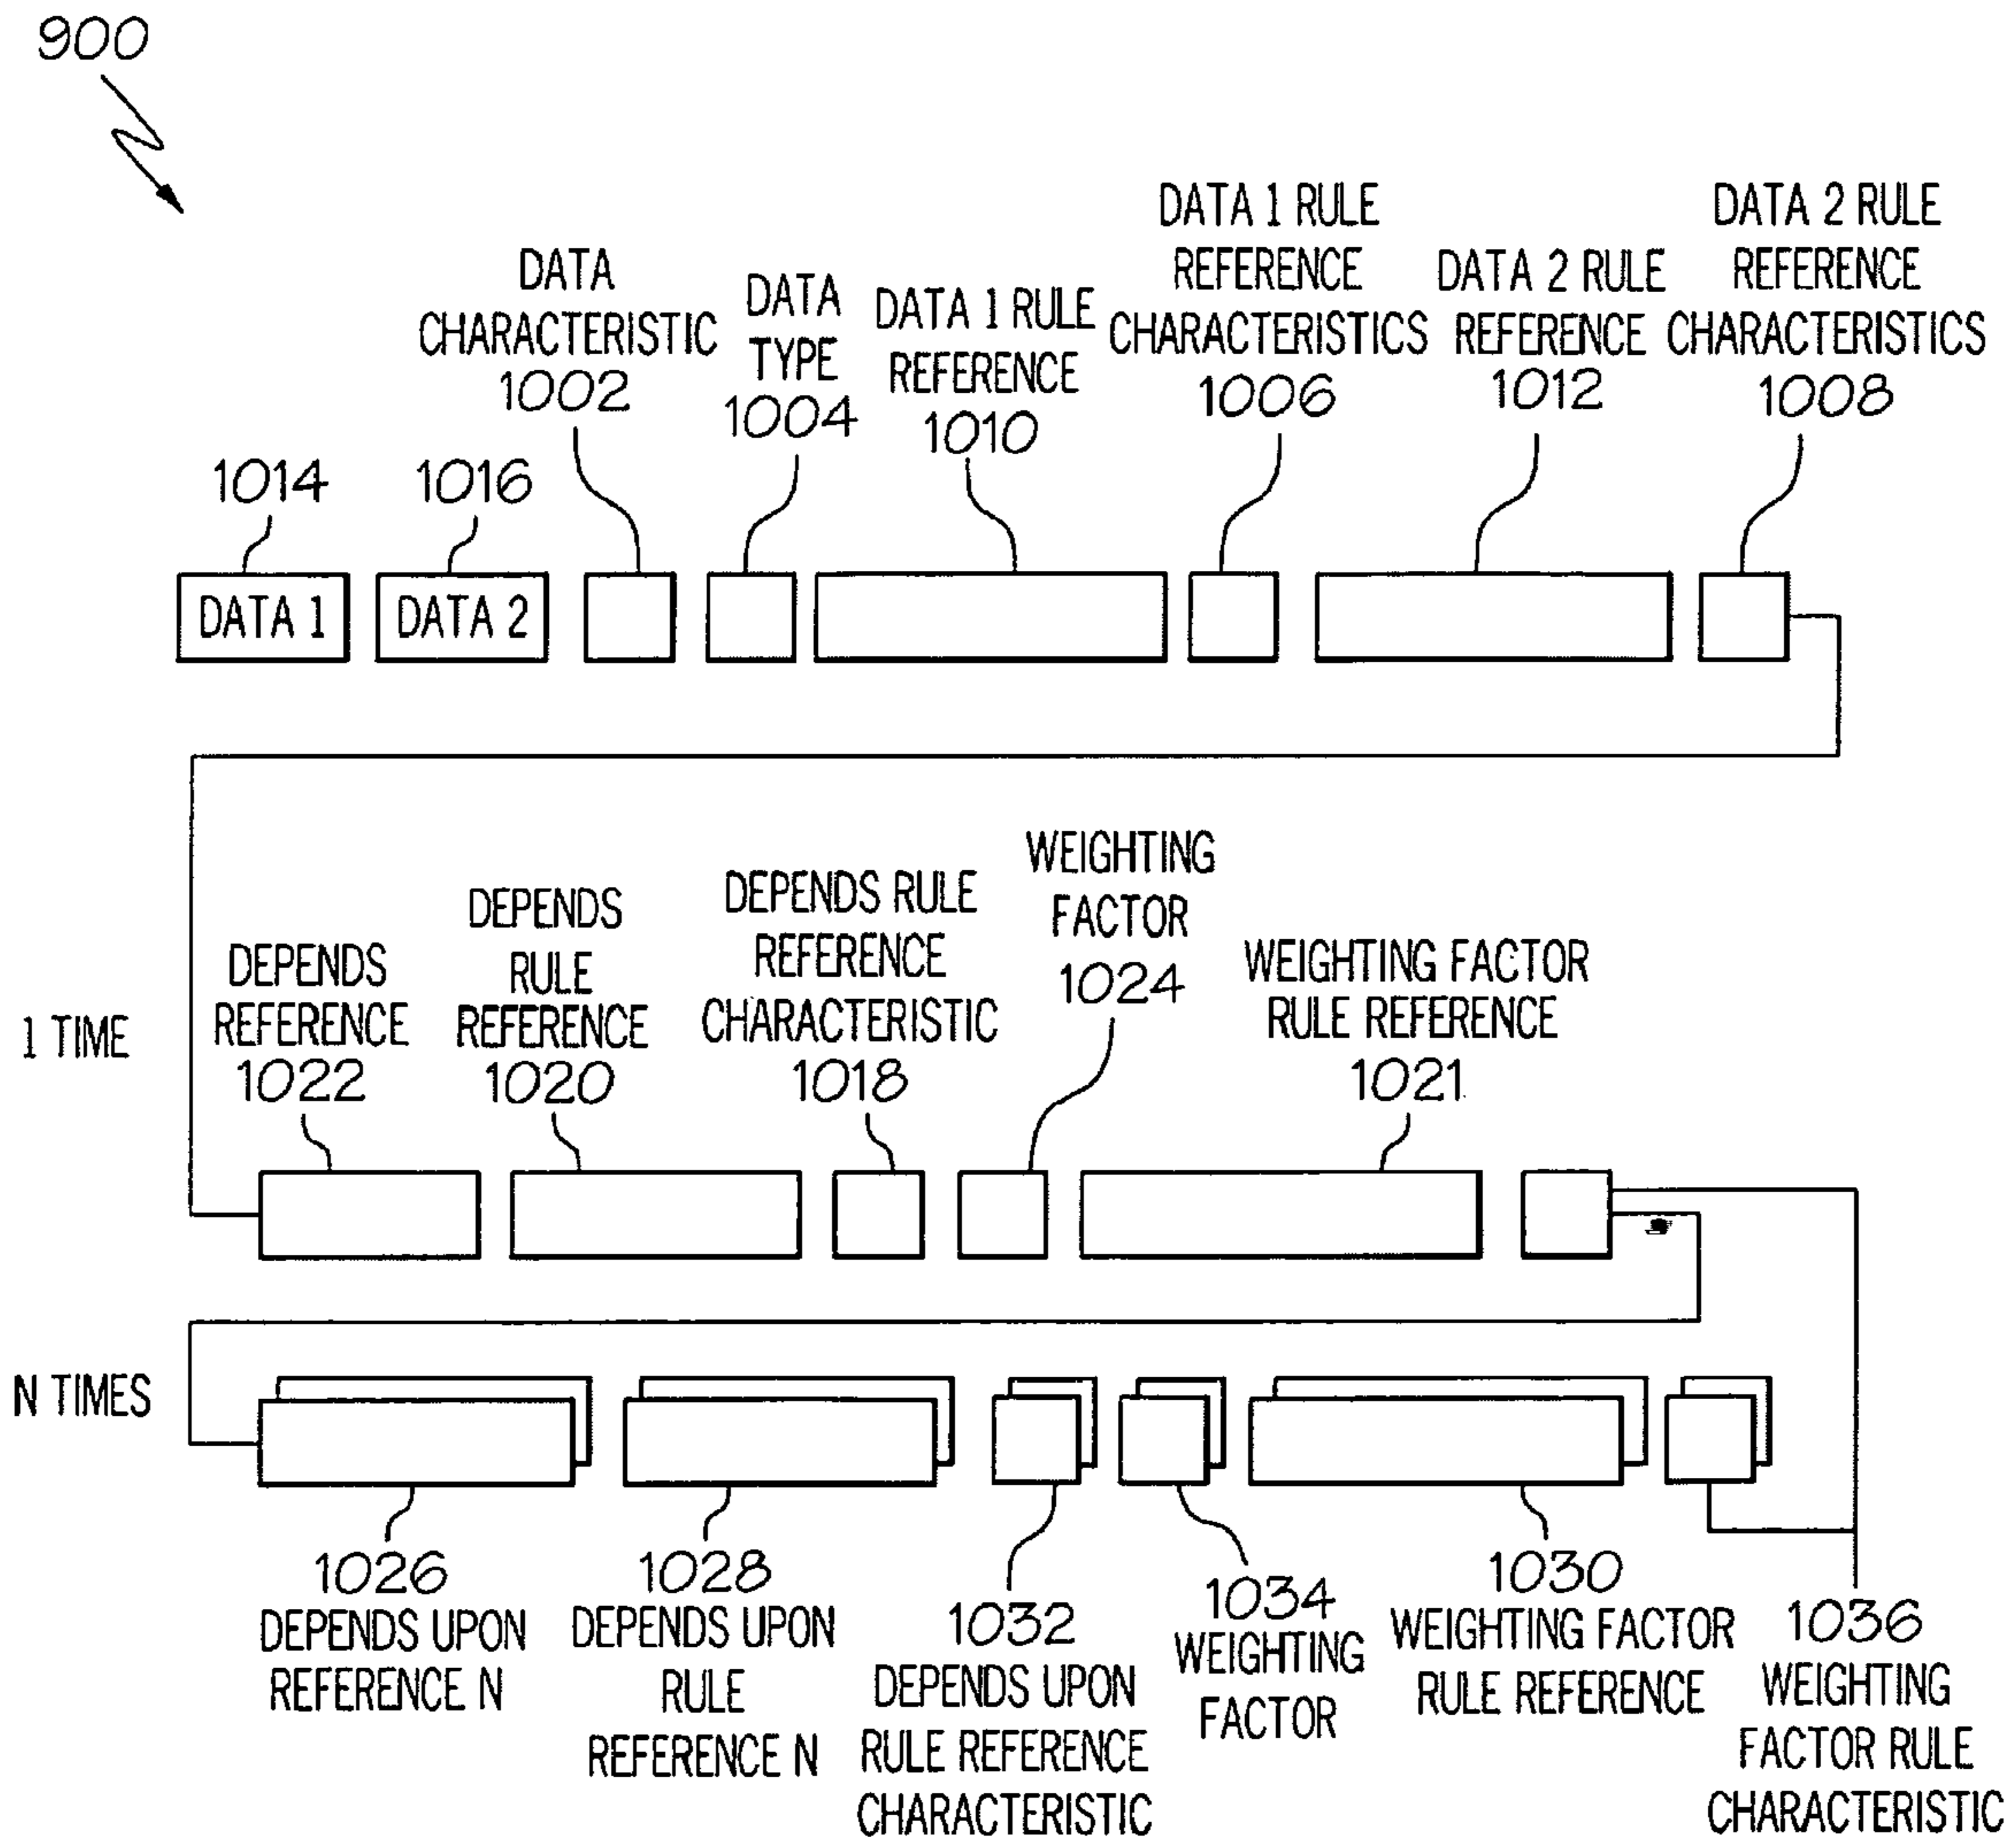 900
DATA
CHARACTERISTIC
1002
DATA
TYPE
1004
DATA 1 RULE
REFERENCE
1010
DATA 1 RULE
REFERENCE
CHARACTERISTICS
1006
DATA 2 RULE
REFERENCE
1012
DATA 2 RULE
REFERENCE
CHARACTERISTICS
1008
1014
1016
DATA 1
DATA 2
1 TIME
DEPENDS
REFERENCE
1022
DEPENDS
RULE
REFERENCE
1020
DEPENDS RULE
REFERENCE
CHARACTERISTIC
1018
WEIGHTING
FACTOR
1024
WEIGHTING FACTOR
RULE REFERENCE
1021
N TIMES
1026
DEPENDS UPON
REFERENCE N
1028
DEPENDS UPON
RULE
REFERENCE N
1032
DEPENDS UPON
RULE REFERENCE
CHARACTERISTIC
1034
WEIGHTING
FACTOR
1030
WEIGHTING FACTOR
RULE REFERENCE
1036
WEIGHTING
FACTOR RULE
CHARACTERISTIC